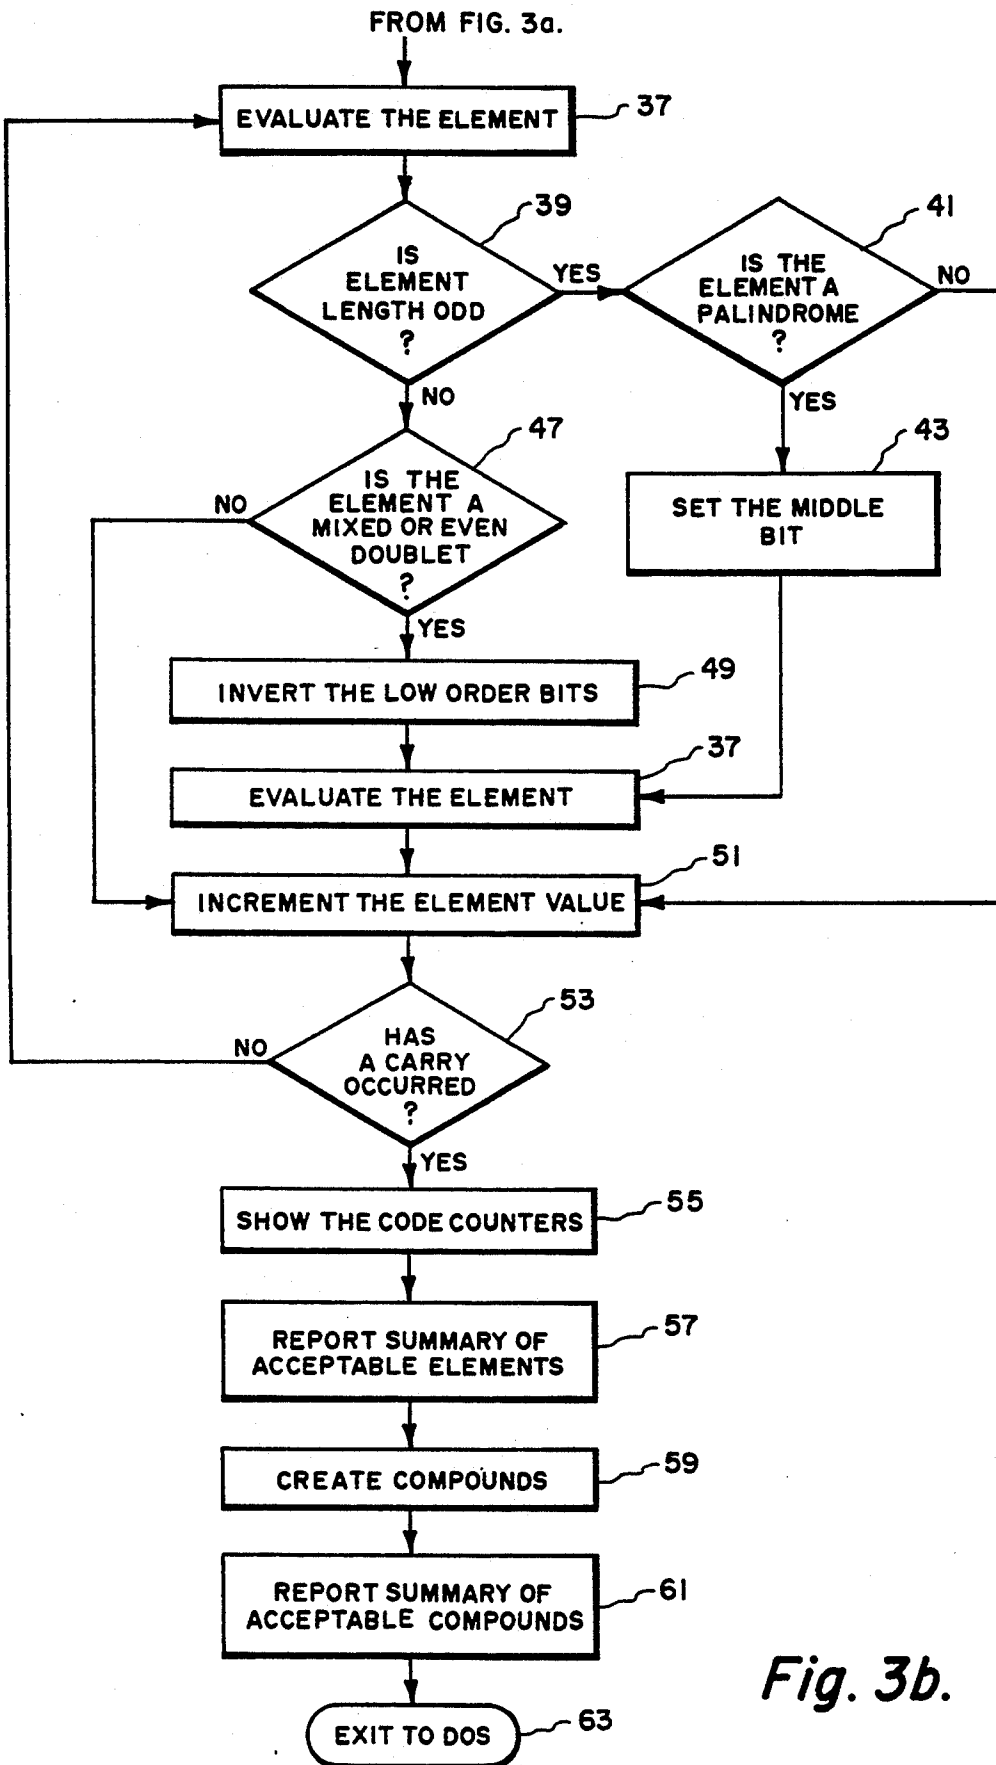 FROM FIG. 3a.
EVALUATE THE ELEMENT
37
39
IS
ELEMENT
LENGTH ODD
?
YES
NO
41
IS THE
ELEMENT A
PALINDROME
?
NO
YES
43
SET THE MIDDLE
BIT
47
IS THE
ELEMENT A
MIXED OR EVEN
DOUBLET
?
NO
YES
INVERT THE LOW ORDER BITS
49
EVALUATE THE ELEMENT
37
INCREMENT THE ELEMENT VALUE
51
53
HAS
A CARRY
OCCURRED
?
NO
YES
SHOW THE CODE COUNTERS
55
REPORT SUMMARY OF
ACCEPTABLE ELEMENTS
57
CREATE COMPOUNDS
59
REPORT SUMMARY OF
ACCEPTABLE COMPOUNDS
61
EXIT TO DOS
63
Fig. 3b.